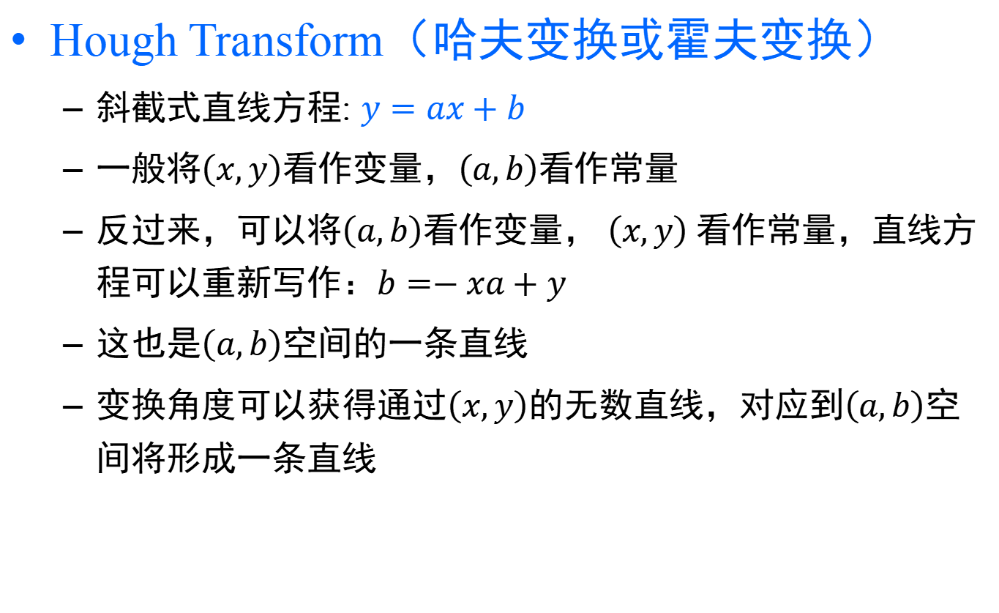 • Hough Transform（哈夫变换或霍夫变换）
– 斜截式直线方程: y = ax + b
– 一般将(x, y)看作变量，(a, b)看作常量
– 反过来，可以将(a, b)看作变量， (x, y) 看作常量，直线方
程可以重新写作：b =− xa + y
– 这也是(a, b)空间的一条直线
– 变换角度可以获得通过(x, y)的无数直线，对应到(a, b)空
间将形成一条直线